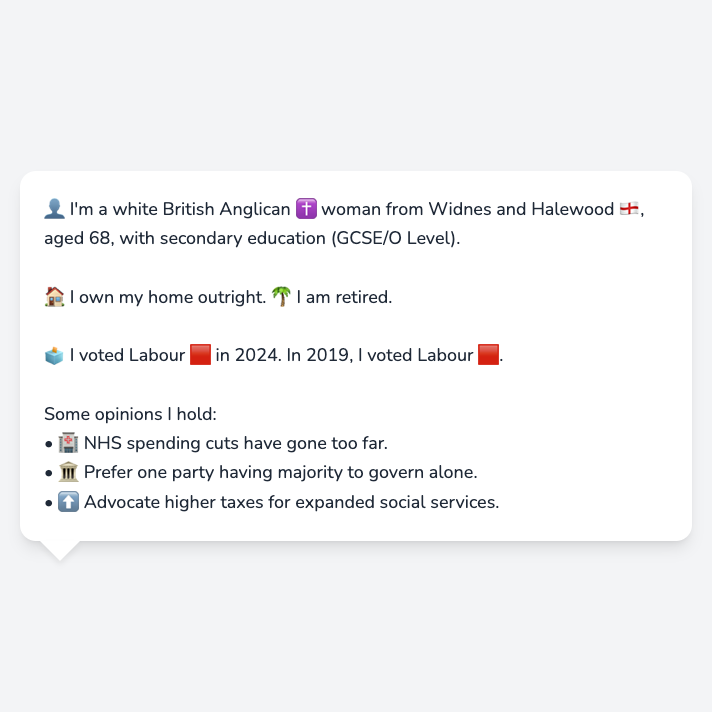 👤 I'm a white British Anglican ✝️ woman from Widnes and Halewood 🏴󠁧󠁢󠁥󠁮󠁧󠁿,
aged 68, with secondary education (GCSE/O Level).
🏠 I own my home outright. 🌴 I am retired.
🗳️ I voted Labour 🟥 in 2024. In 2019, I voted Labour 🟥.
Some opinions I hold:
• 🏥 NHS spending cuts have gone too far.
• 🏛️ Prefer one party having majority to govern alone.
• ⬆️ Advocate higher taxes for expanded social services.